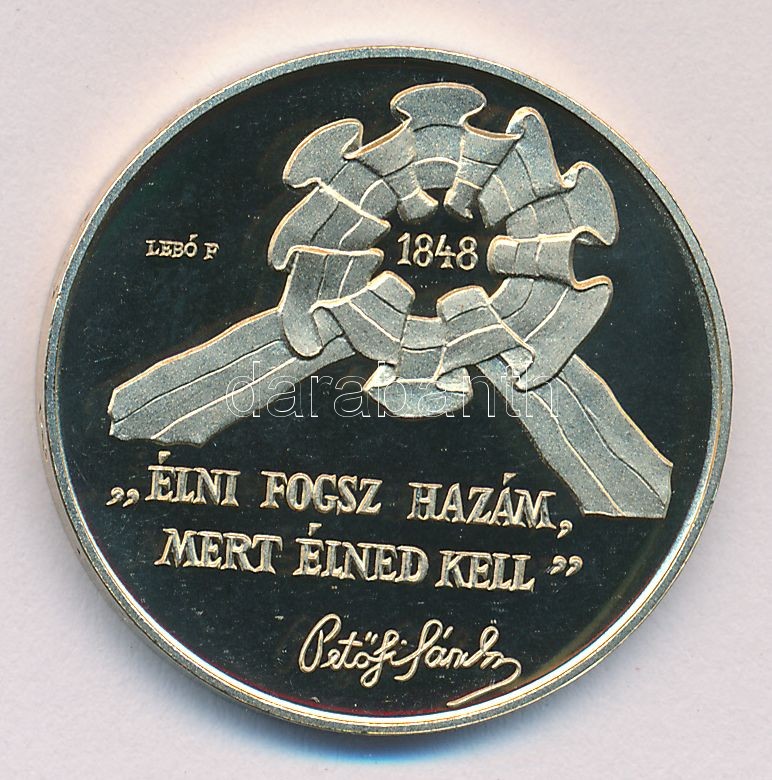 LEBÓ F
1848
darabanth
„ÉLNI FOGSZ HAZÁM,
MERT ÉLNED KELL”
Petőfi Sándor